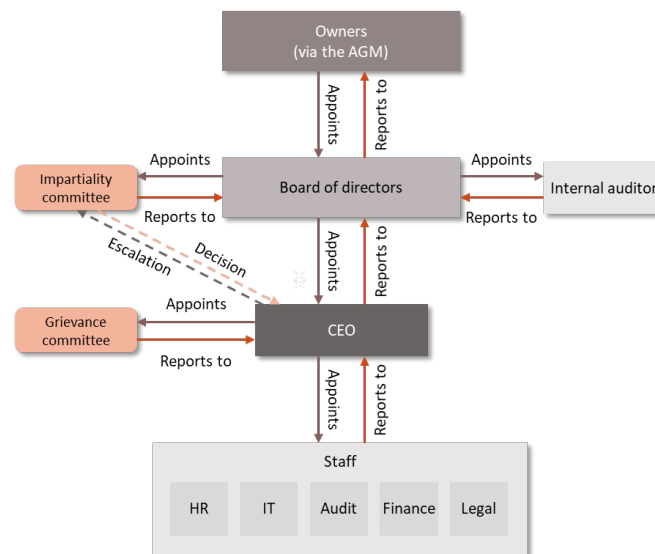 Owners
(via the AGM)
Appoints
Reports to
Appoints
Appoints
Impartiality
committee
Board of directors
Internal auditor
Reports to
Reports to
Decision
Escalation
Appoints
Reports to
Appoints
Grievance
committee
CEO
Reports to
Appoints
Reports to
Staff
HR
IT
Audit
Finance
Legal